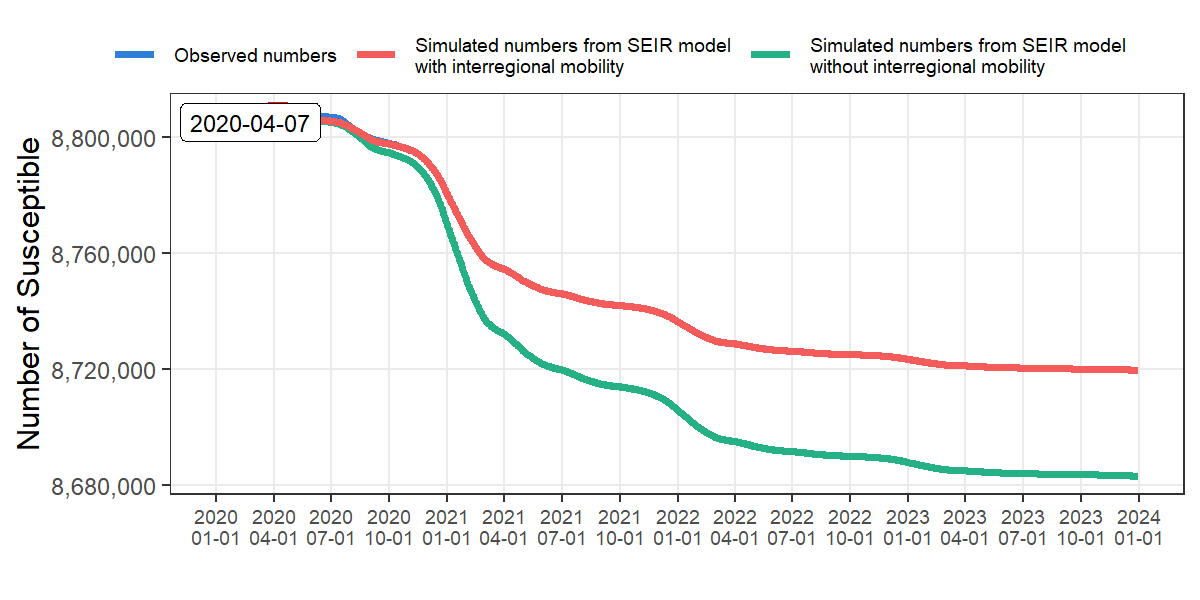 Observed numbers
Simulated numbers from SEIR model
with interregional mobility
Simulated numbers from SEIR model
without interregional mobility
2020-04-07
Number of Susceptible
8,800,000
8,760,000
8,720,000
8,680,000
2020 2020 2020 2020 2021 2021 2021 2021 2022 2022 2022 2022 2023 2023 2023 2023 2024
01-01 04-01 07-01 10-01 01-01 04-01 07-01 10-01 01-01 04-01 07-01 10-01 01-01 04-01 07-01 10-01 01-01